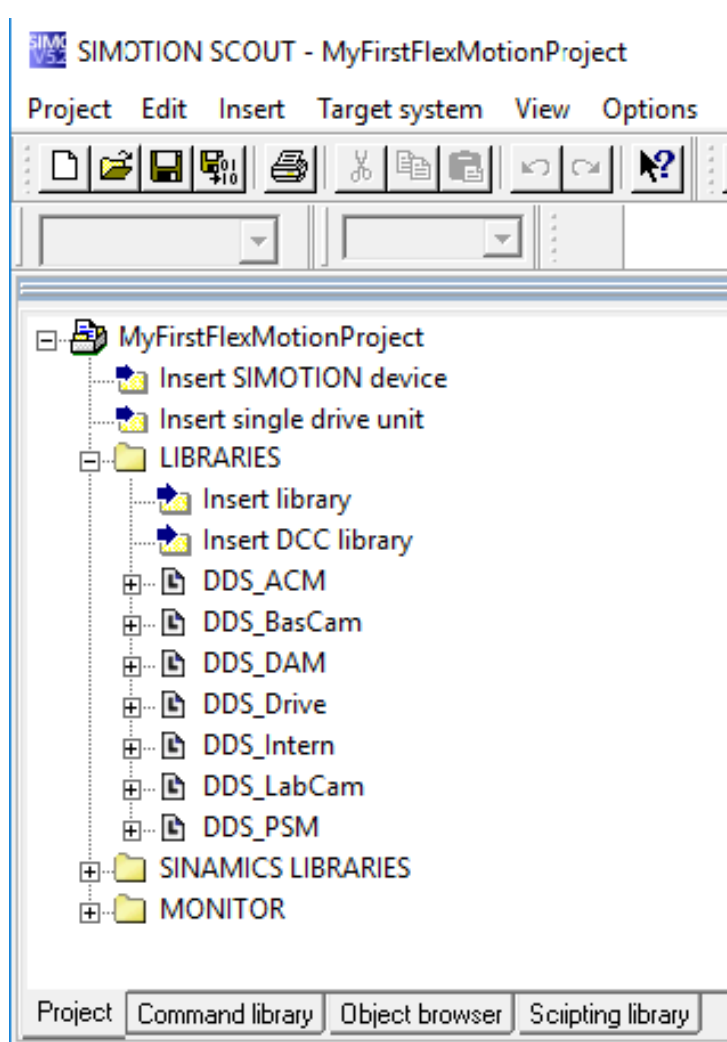 SIMOTION SCOUT - MyFirstFlexMotionProject
Project Edit Insert Target system View Options
MyFirstFlexMotionProject
Insert SIMOTION device
Insert single drive unit
LIBRARIES
Insert library
Insert DCC library
DDS_ACM
DDS_BasCam
DDS_DAM
DDS_Drive
DDS_Intern
DDS_LabCam
DDS_PSM
SINAMICS LIBRARIES
MONITOR
Project Command library Object browser Scripting library